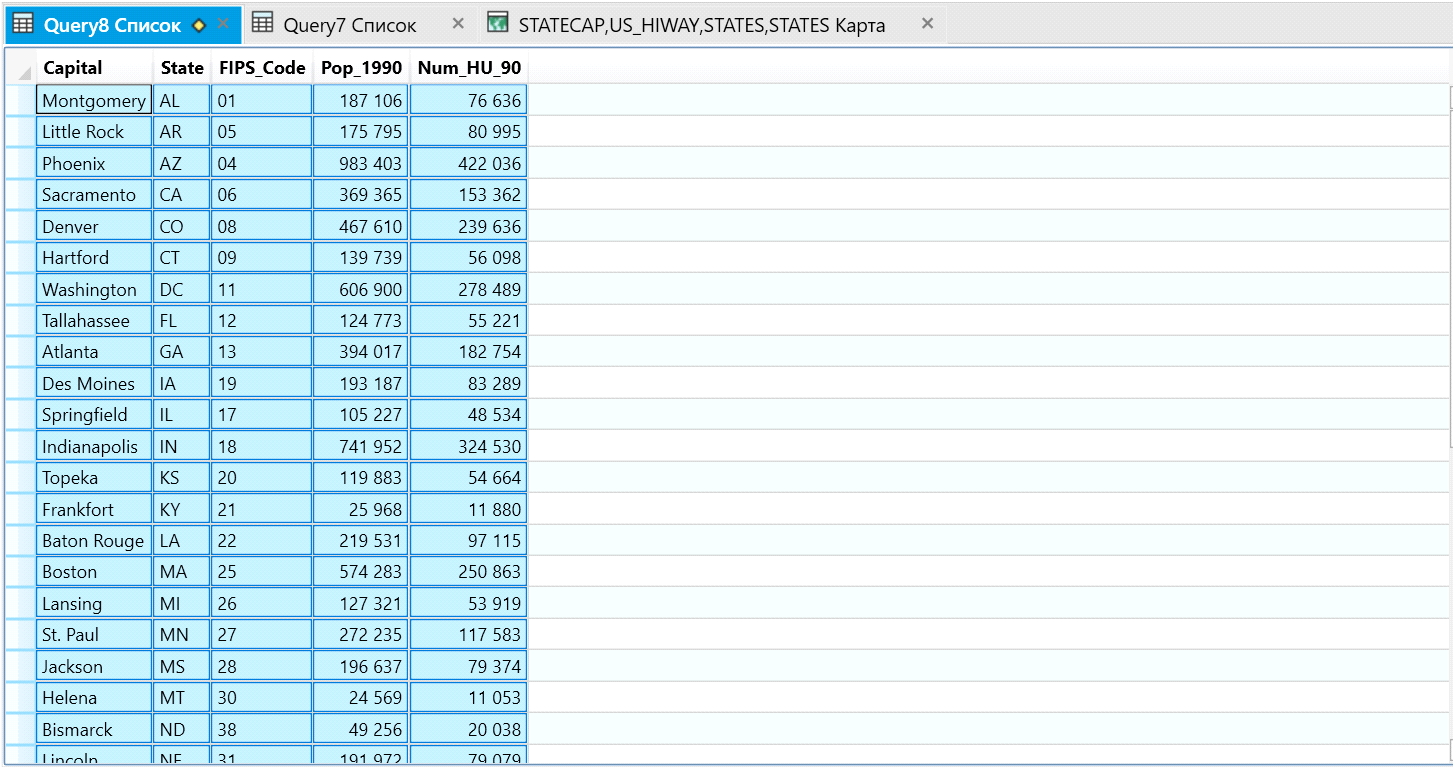 Query8 Список Query7 Список STATECAP,US_HIWAY,STATES,STATES Карта
Capital State FIPS_Code Pop_1990 Num_HU_90
Montgomery AL 01 187 106 76 636
Little Rock AR 05 175 795 80 995
Phoenix AZ 04 983 403 422 036
Sacramento CA 06 369 365 153 362
Denver CO 08 467 610 239 636
Hartford CT 09 139 739 56 098
Washington DC 11 606 900 278 489
Tallahassee FL 12 124 773 55 221
Atlanta GA 13 394 017 182 754
Des Moines IA 19 193 187 83 289
Springfield IL 17 105 227 48 534
Indianapolis IN 18 741 952 324 530
Topeka KS 20 119 883 54 664
Frankfort KY 21 25 968 11 880
Baton Rouge LA 22 219 531 97 115
Boston MA 25 574 283 250 863
Lansing MI 26 127 321 53 919
St. Paul MN 27 272 235 117 583
Jackson MS 28 196 637 79 374
Helena MT 30 24 569 11 053
Bismarck ND 38 49 256 20 038
Lincoln NE 31 191 972 79 079